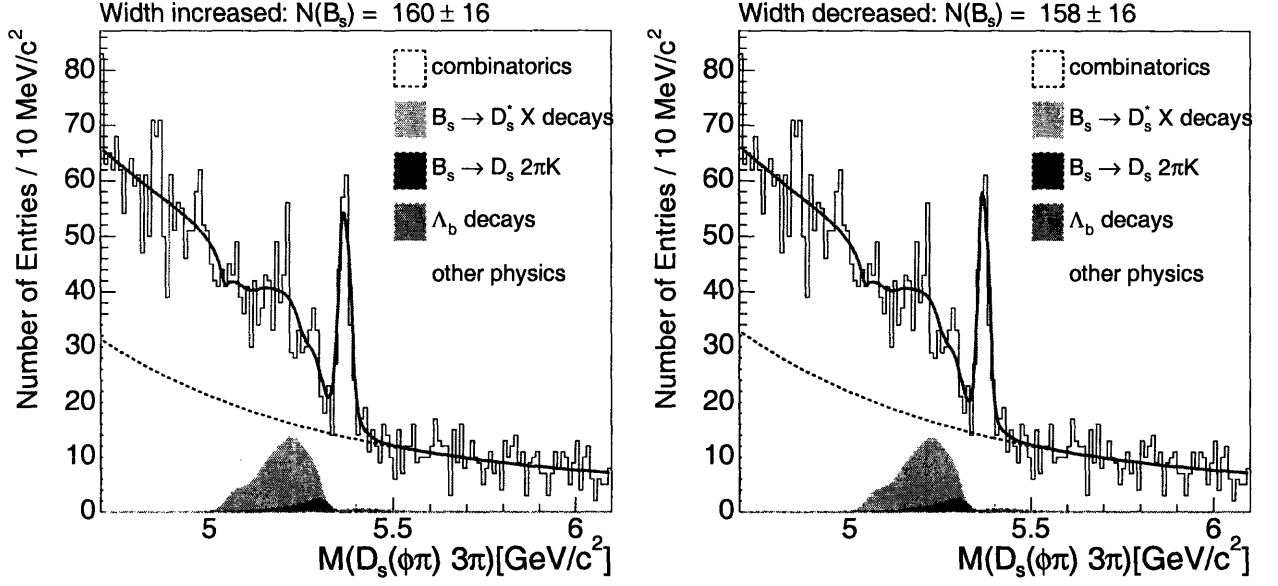 Width increased: N(B_s) = 160 ± 16
Number of Entries / 10 MeV/c²
80
70
60
50
40
30
20
10
0
combinatorics
B_s → D_s^* X decays
B_s → D_s 2πK
Λ_b decays
other physics
5
5.5
6
M(D_s(φπ) 3π)[GeV/c²]
Width decreased: N(B_s) = 158 ± 16
Number of Entries / 10 MeV/c²
80
70
60
50
40
30
20
10
0
combinatorics
B_s → D_s^* X decays
B_s → D_s 2πK
Λ_b decays
other physics
5
5.5
6
M(D_s(φπ) 3π)[GeV/c²]